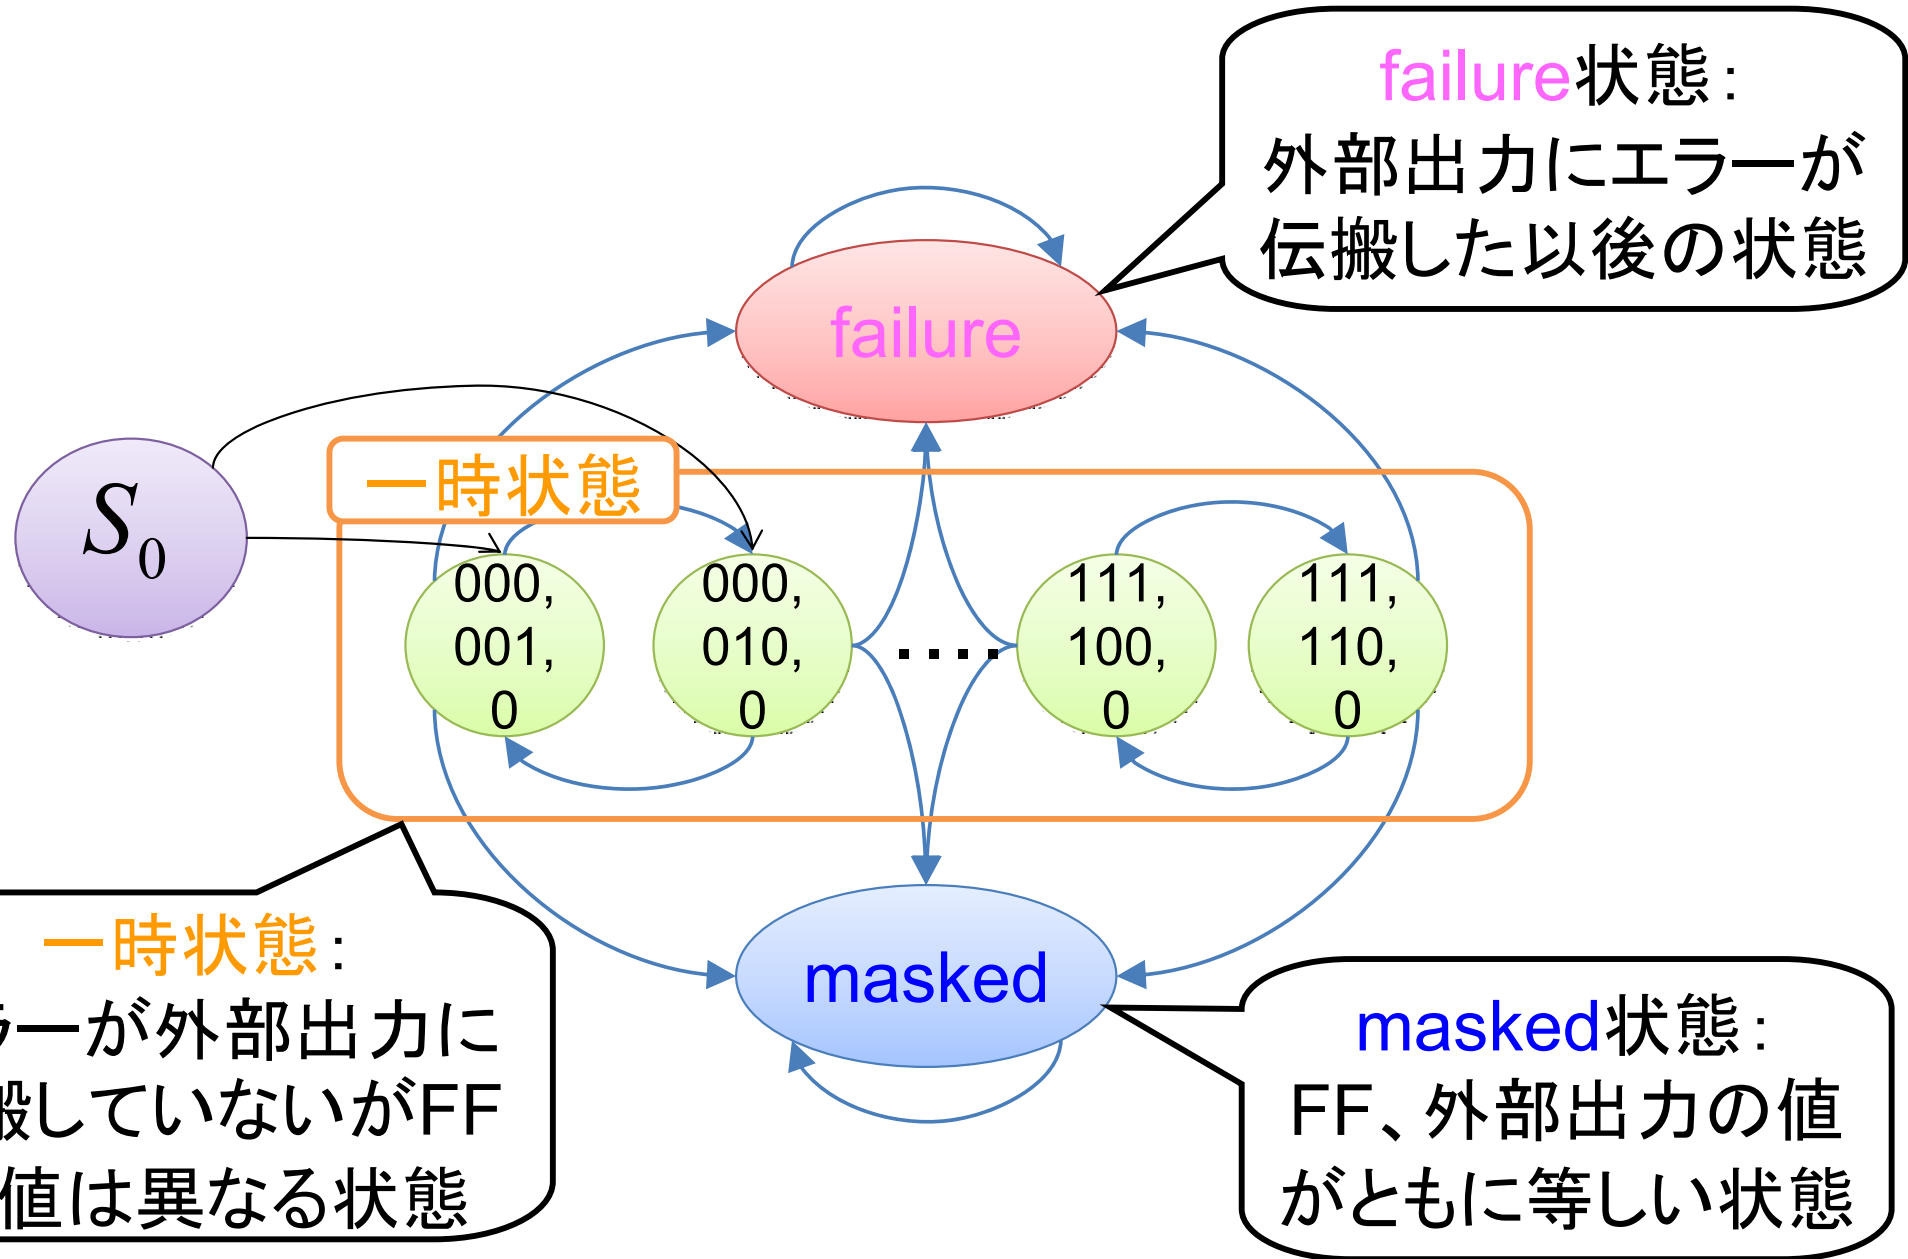 failure状態：
外部出力にエラーが
伝搬した以後の状態
failure
S0
一時状態
000,
001,
0
000,
010,
0
....
111,
100,
0
111,
110,
0
masked
一時状態：
ラーが外部出力に
搬していないがFF
値は異なる状態
masked状態：
FF、外部出力の値
がともに等しい状態